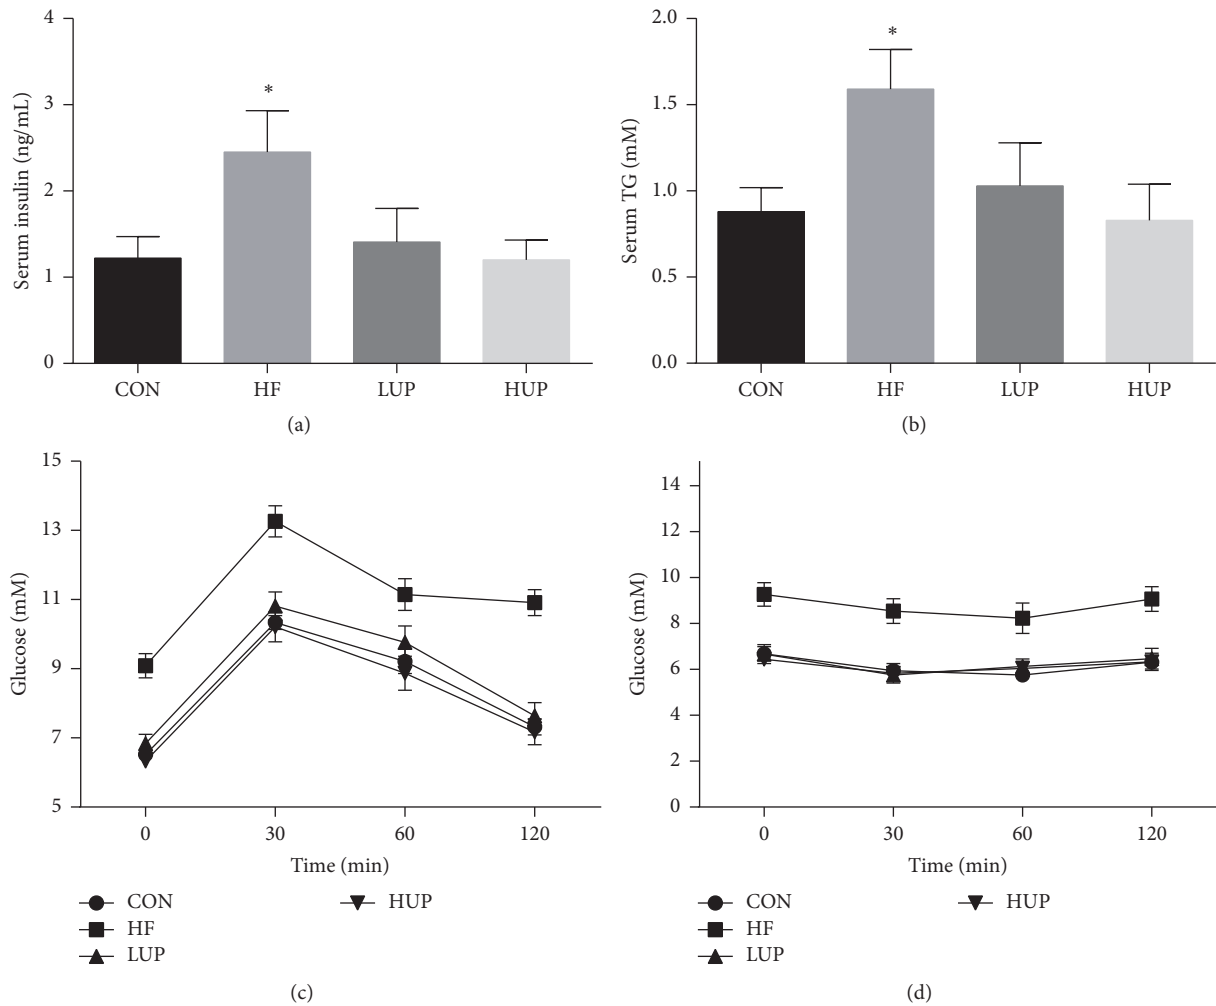 Serum insulin (ng/mL)
4
3
2
1
0
*
CON HF LUP HUP
(a)
Serum TG (mM)
2.0
1.5
1.0
0.5
0.0
*
CON HF LUP HUP
(b)
Glucose (mM)
15
13
11
9
7
5
0 30 60 120
Time (min)
CON HUP
HF
LUP
(c)
Glucose (mM)
14
12
10
8
6
4
2
0
0 30 60 120
Time (min)
CON HUP
HF
LUP
(d)